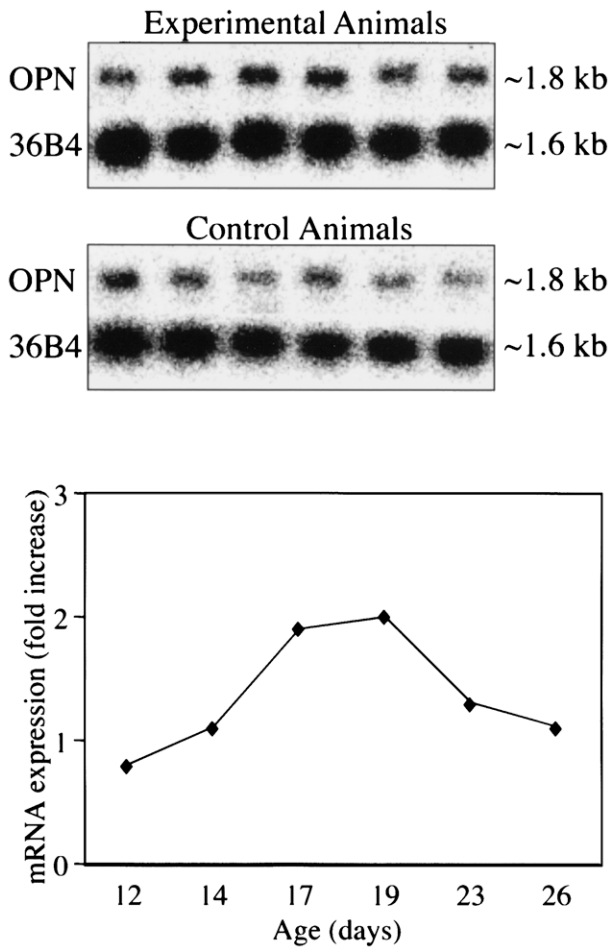 Experimental Animals
OPN ~1.8 kb
36B4 ~1.6 kb
Control Animals
OPN ~1.8 kb
36B4 ~1.6 kb
mRNA expression (fold increase)
3
2
1
0
12 14 17 19 23 26
Age (days)